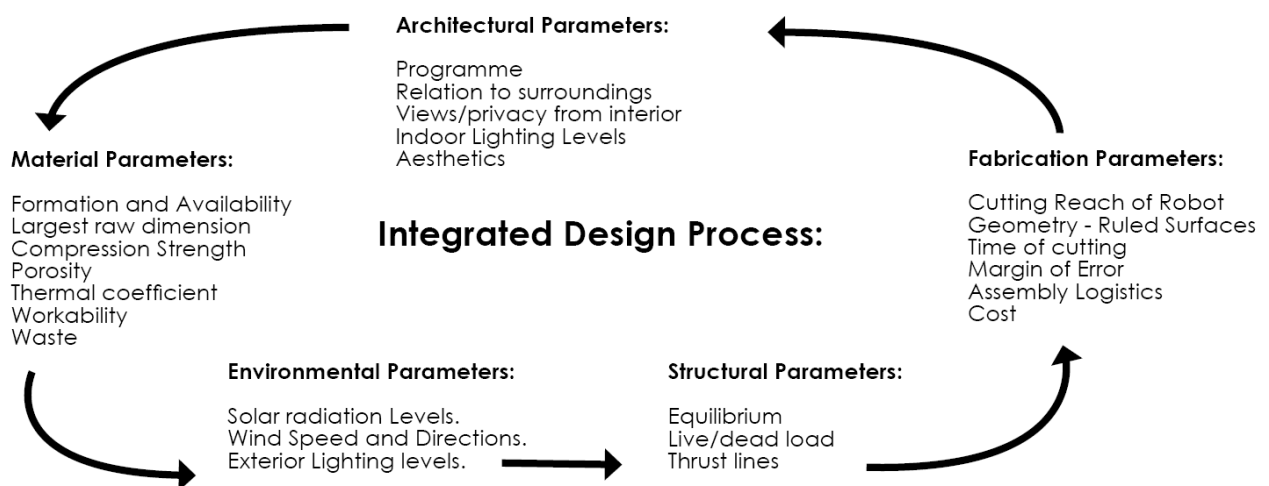 Architectural Parameters:
Programme
Relation to surroundings
Views/privacy from interior
Indoor Lighting Levels
Aesthetics
Material Parameters:
Formation and Availability
Largest raw dimension
Compression Strength
Porosity
Thermal coefficient
Workability
Waste
Integrated Design Process:
Fabrication Parameters:
Cutting Reach of Robot
Geometry - Ruled Surfaces
Time of cutting
Margin of Error
Assembly Logistics
Cost
Environmental Parameters:
Solar radiation Levels.
Wind Speed and Directions.
Exterior Lighting levels.
Structural Parameters:
Equilibrium
Live/dead load
Thrust lines